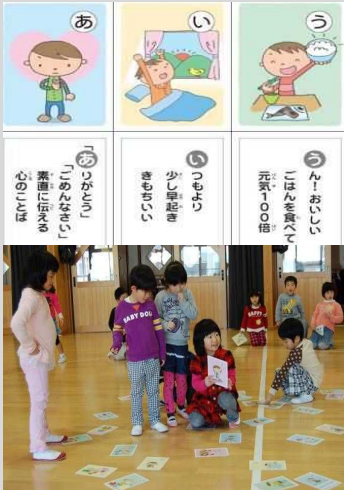 あ
い
う
「ありがとう」
「ごめんなさい」
素直に伝える
心のことば
いつもより
少し早起き
きもちいい
うん!おいしい
ごはんを食べて
元気100倍
BABY DOLL